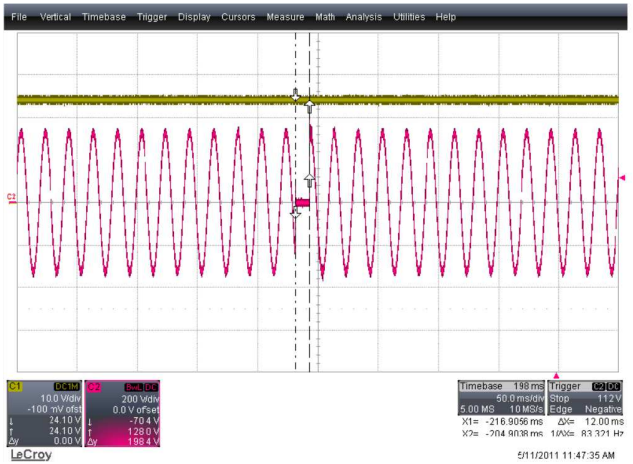 File Vertical Timebase Trigger Display Cursors Measure Math Analysis Utilities Help
C2
C1 DC1M
10.0 V/div
-100 mV ofst
↓ 24.10 V
↑ 24.10 V
Δy 0.00 V
C2 BwL DC
200 V/div
0.0 V ofset
↓ -70.4 V
↑ 128.0 V
Δy 198.4 V
Timebase 198 ms
50.0 ms/div
5.00 MS 10 MS/s
Trigger C2 DC
Stop 112 V
Edge Negative
X1= -216.9056 ms ΔX= 12.00 ms
X2= -204.9038 ms 1/ΔX= 83.321 Hz
LeCroy
5/11/2011 11:47:35 AM